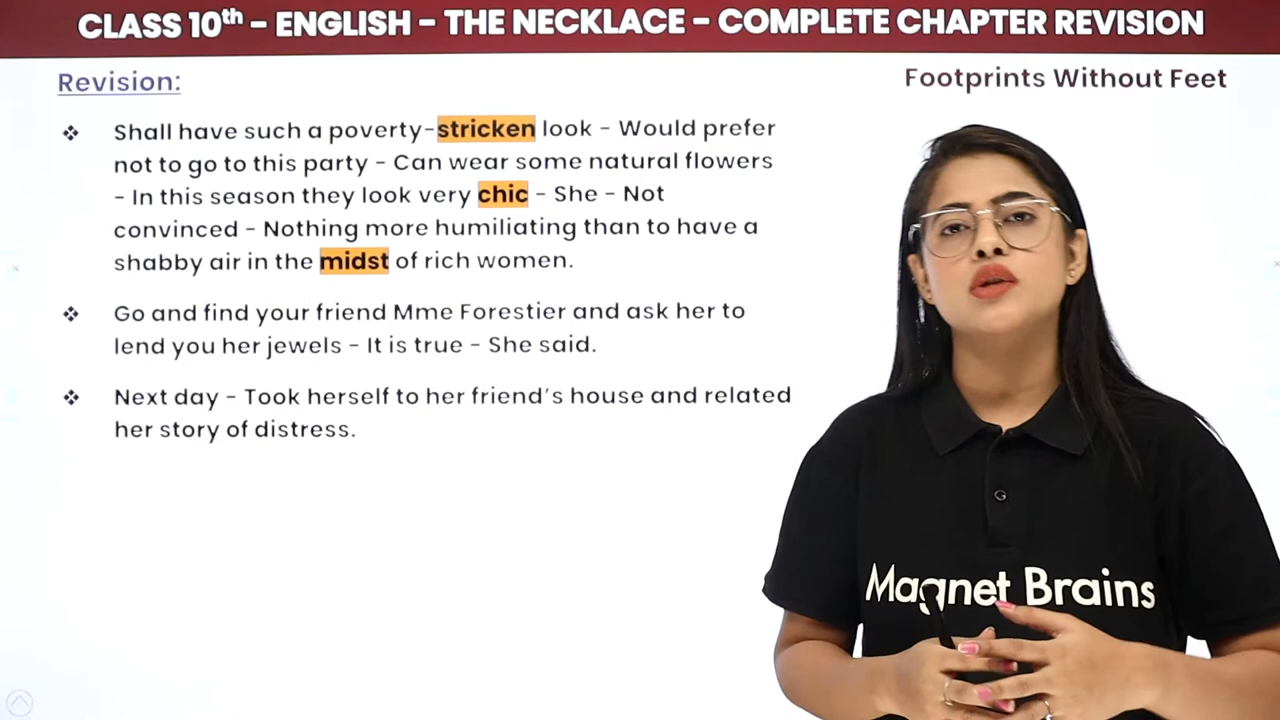 CLASS 10th – ENGLISH – THE NECKLACE – COMPLETE CHAPTER REVISION
Revision:
Footprints Without Feet
❖ Shall have such a poverty-stricken look - Would prefer
not to go to this party - Can wear some natural flowers
- In this season they look very chic - She - Not
convinced - Nothing more humiliating than to have a
shabby air in the midst of rich women.
❖ Go and find your friend Mme Forestier and ask her to
lend you her jewels - It is true - She said.
❖ Next day - Took herself to her friend's house and related
her story of distress.
Magnet Brains